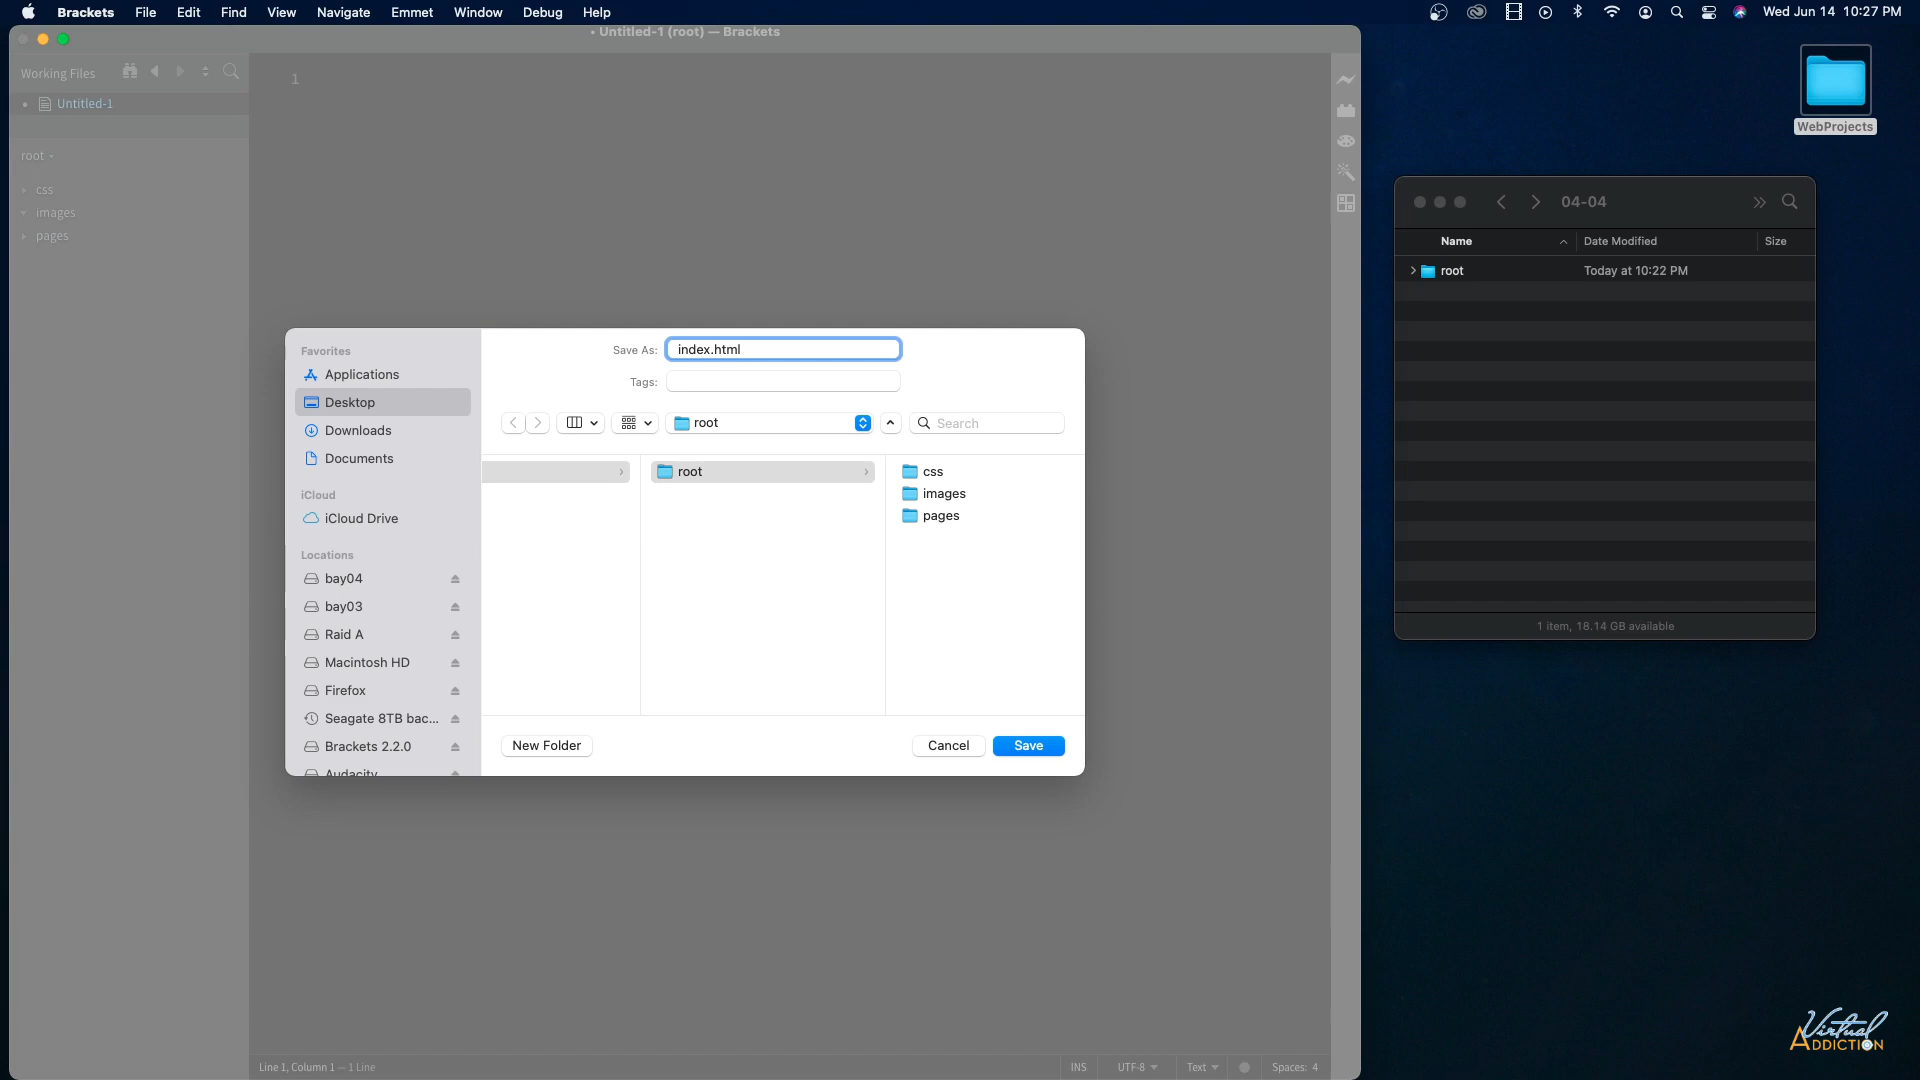 Brackets File Edit Find View Navigate Emmet Window Debug Help
Wed Jun 14 10:27 PM
• Untitled-1 (root) — Brackets
Working Files
• Untitled-1
root
css
images
pages
1
WebProjects
04-04
Name Date Modified Size
root Today at 10:22 PM
1 item, 18.14 GB available
Favorites
Applications
Desktop
Downloads
Documents
iCloud
iCloud Drive
Locations
bay04
bay03
Raid A
Macintosh HD
Firefox
Seagate 8TB bac...
Brackets 2.2.0
Audacity
Save As: index.html
Tags:
root
Search
root
css
images
pages
New Folder
Cancel
Save
Line 1, Column 1 — 1 Line
INS UTF-8 Text Spaces: 4
Virtual
ADDICTION